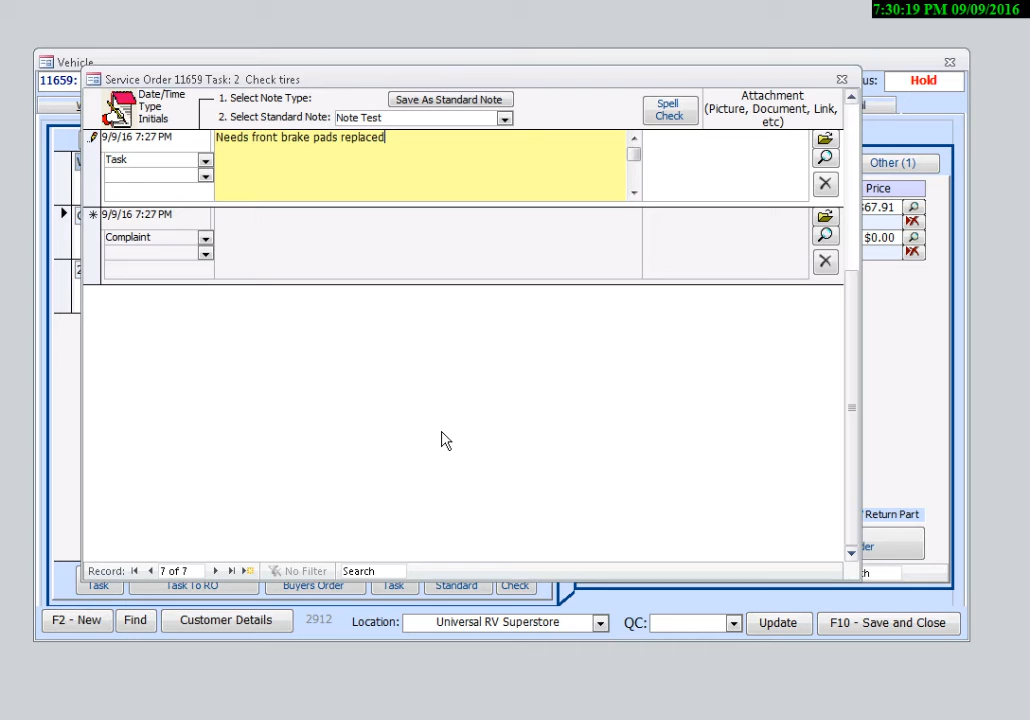 7:30:19 PM 09/09/2016
Vehicle
11659:
us:
Hold
Service Order 11659 Task: 2 Check tires
Date/Time
Type
Initials
1. Select Note Type:
Save As Standard Note
2. Select Standard Note:
Note Test
Spell
Check
Attachment
(Picture, Document, Link,
etc)
9/9/16 7:27 PM
Needs front brake pads replaced
Task
9/9/16 7:27 PM
Complaint
Other (1)
Price
67.91
$0.00
Return Part
der
Record:
7 of 7
No Filter
Search
ch
Task
Task To RO
Buyers Order
Task
Standard
Check
F2 - New
Find
Customer Details
2912
Location:
Universal RV Superstore
QC:
Update
F10 - Save and Close